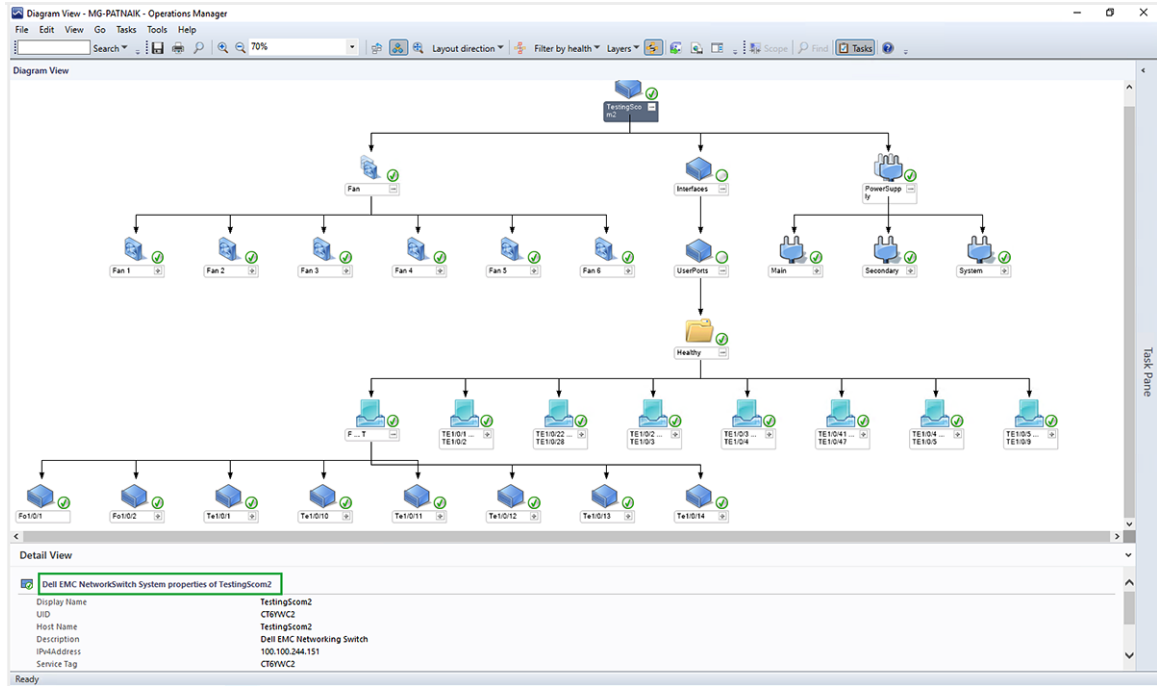 Diagram View - MG-PATNAIK - Operations Manager
File Edit View Go Tasks Tools Help
Search 70% Layout direction Filter by health Layers Scope Find Tasks
Diagram View
TestingSco
m2
Fan Interfaces PowerSupp
ly
Fan 1 Fan 2 Fan 3 Fan 4 Fan 5 Fan 6 UserPorts Main Secondary System
Healthy
F ... T TE1/0/1 ... TE1/0/22 ... TE1/0/2 ... TE1/0/3 ... TE1/0/41 ... TE1/0/4 ... TE1/0/5 ...
TE1/0/2 TE1/0/28 TE1/0/3 TE1/0/4 TE1/0/47 TE1/0/5 TE1/0/9
Fo1/0/1 Fo1/0/2 Te1/0/1 Te1/0/10 Te1/0/11 Te1/0/12 Te1/0/13 Te1/0/14
Task Pane
Detail View
Dell EMC NetworkSwitch System properties of TestingScom2
Display Name TestingScom2
UID CT6YWC2
Host Name TestingScom2
Description Dell EMC Networking Switch
IPv4Address 100.100.244.151
Service Tag CT6YWC2
Ready